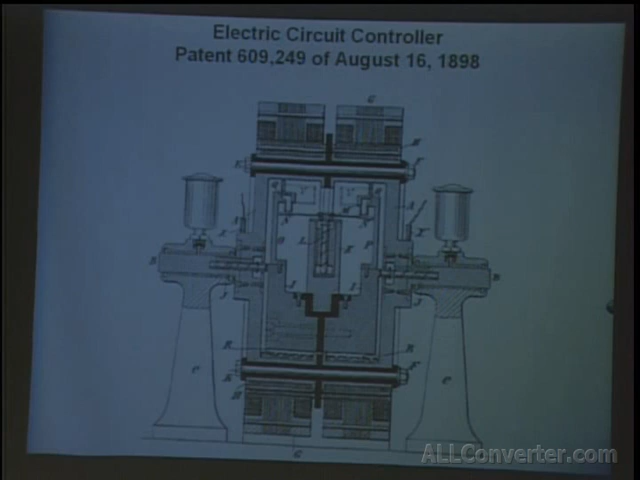 Electric Circuit Controller
Patent 609,249 of August 16, 1898
G
B
C
C
G
ALLConverter.com